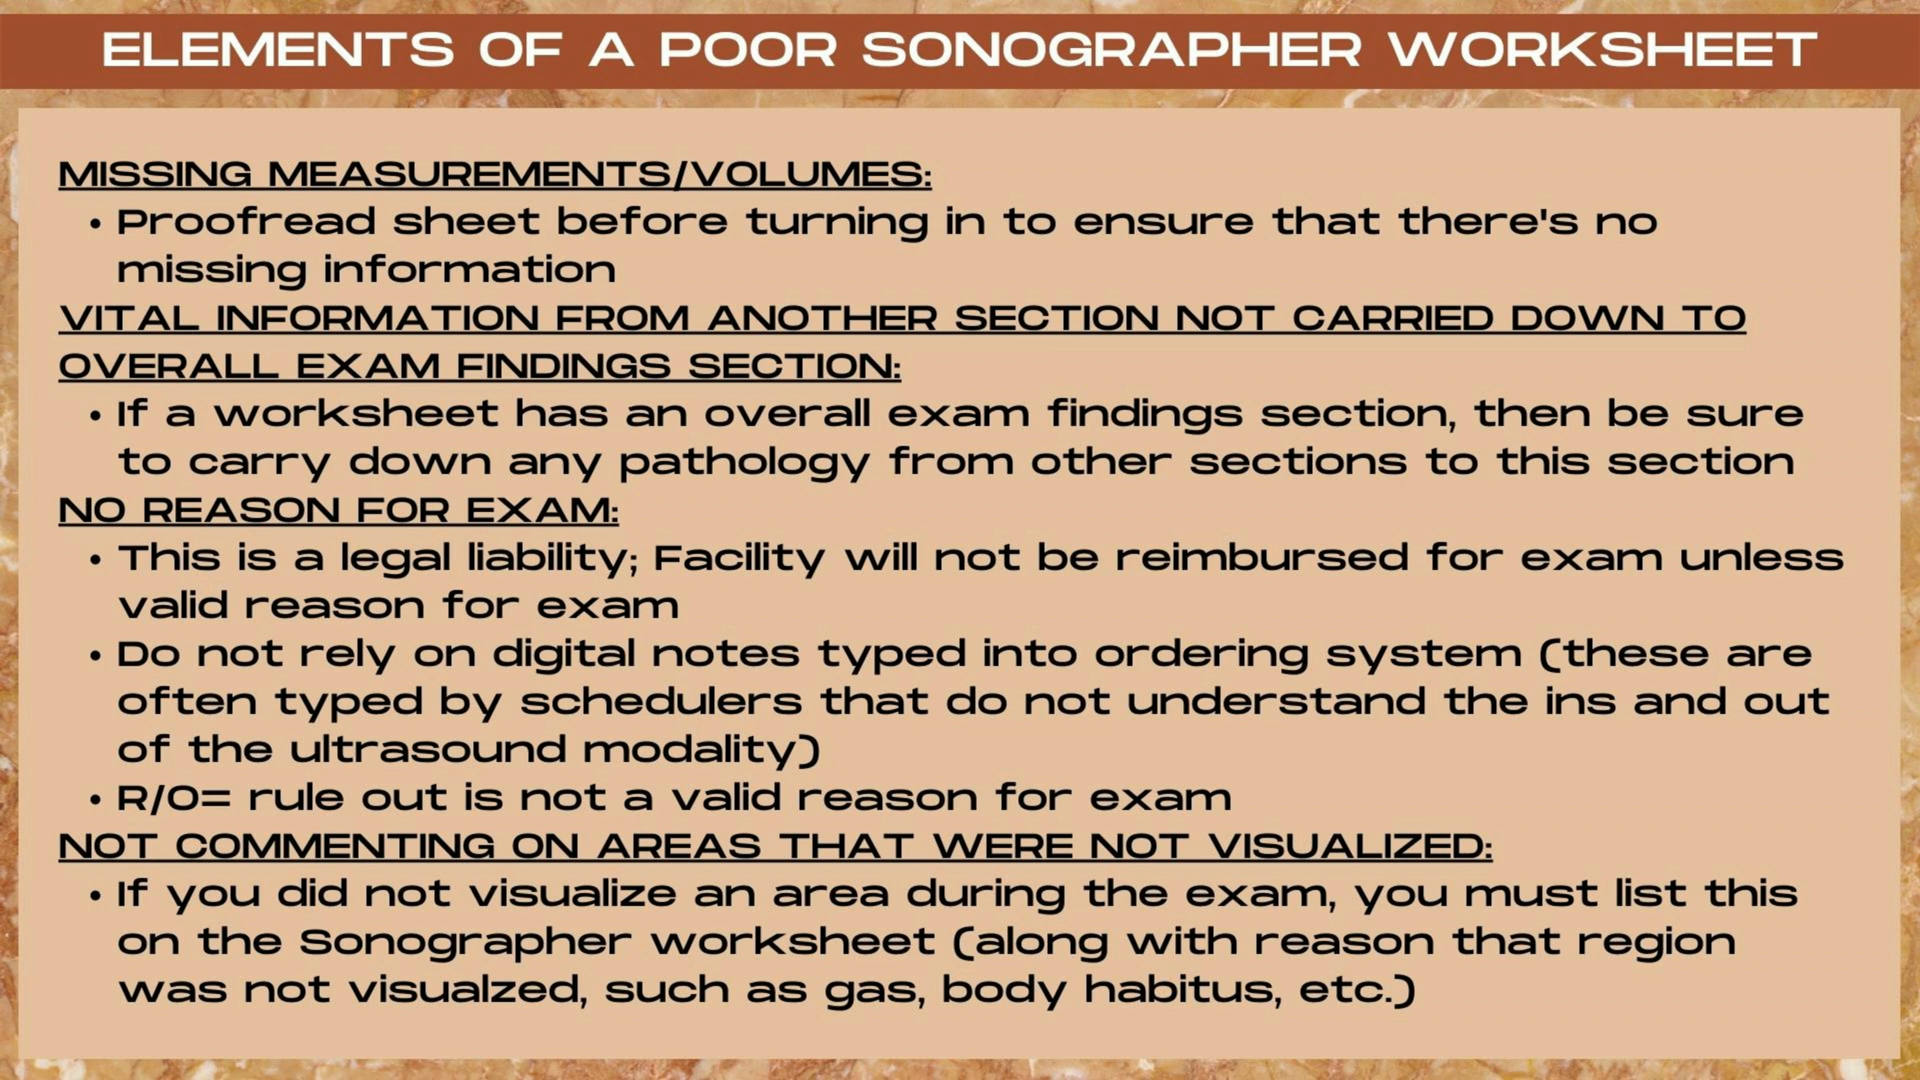 ELEMENTS OF A POOR SONOGRAPHER WORKSHEET
MISSING MEASUREMENTS/VOLUMES:
• Proofread sheet before turning in to ensure that there's no
missing information
VITAL INFORMATION FROM ANOTHER SECTION NOT CARRIED DOWN TO
OVERALL EXAM FINDINGS SECTION:
• If a worksheet has an overall exam findings section, then be sure
to carry down any pathology from other sections to this section
NO REASON FOR EXAM:
• This is a legal liability; Facility will not be reimbursed for exam unless
valid reason for exam
• Do not rely on digital notes typed into ordering system (these are
often typed by schedulers that do not understand the ins and out
of the ultrasound modality)
• R/O= rule out is not a valid reason for exam
NOT COMMENTING ON AREAS THAT WERE NOT VISUALIZED:
• If you did not visualize an area during the exam, you must list this
on the Sonographer worksheet (along with reason that region
was not visualzed, such as gas, body habitus, etc.)